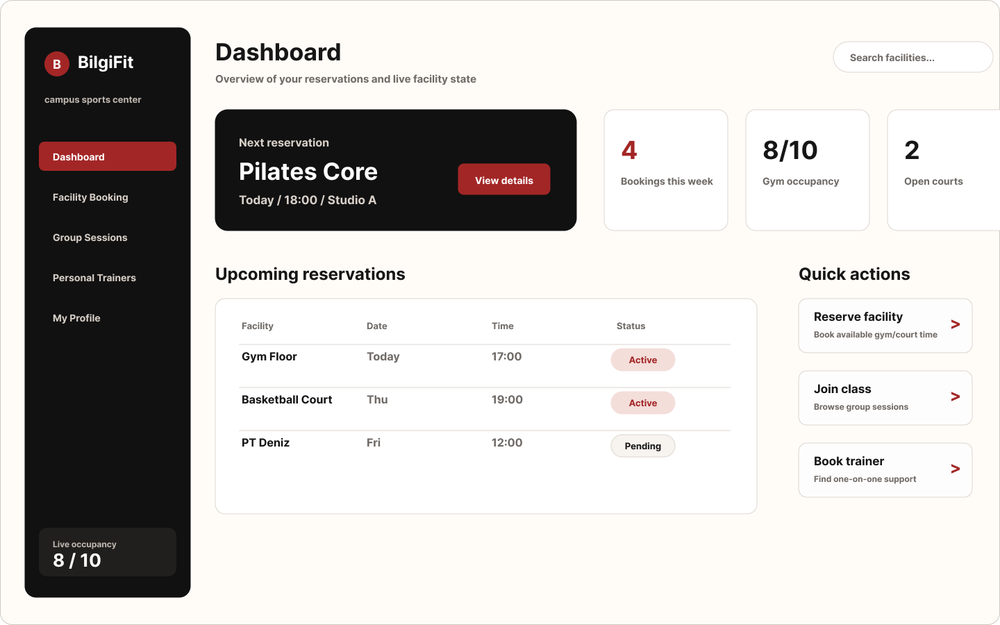 B BilgiFit
campus sports center
Dashboard
Facility Booking
Group Sessions
Personal Trainers
My Profile
Live occupancy
8 / 10
Dashboard
Overview of your reservations and live facility state
Search facilities...
Next reservation
Pilates Core
Today / 18:00 / Studio A
View details
4
Bookings this week
8/10
Gym occupancy
2
Open courts
Upcoming reservations
Facility Date Time Status
Gym Floor Today 17:00 Active
Basketball Court Thu 19:00 Active
PT Deniz Fri 12:00 Pending
Quick actions
Reserve facility
Book available gym/court time
>
Join class
Browse group sessions
>
Book trainer
Find one-on-one support
>